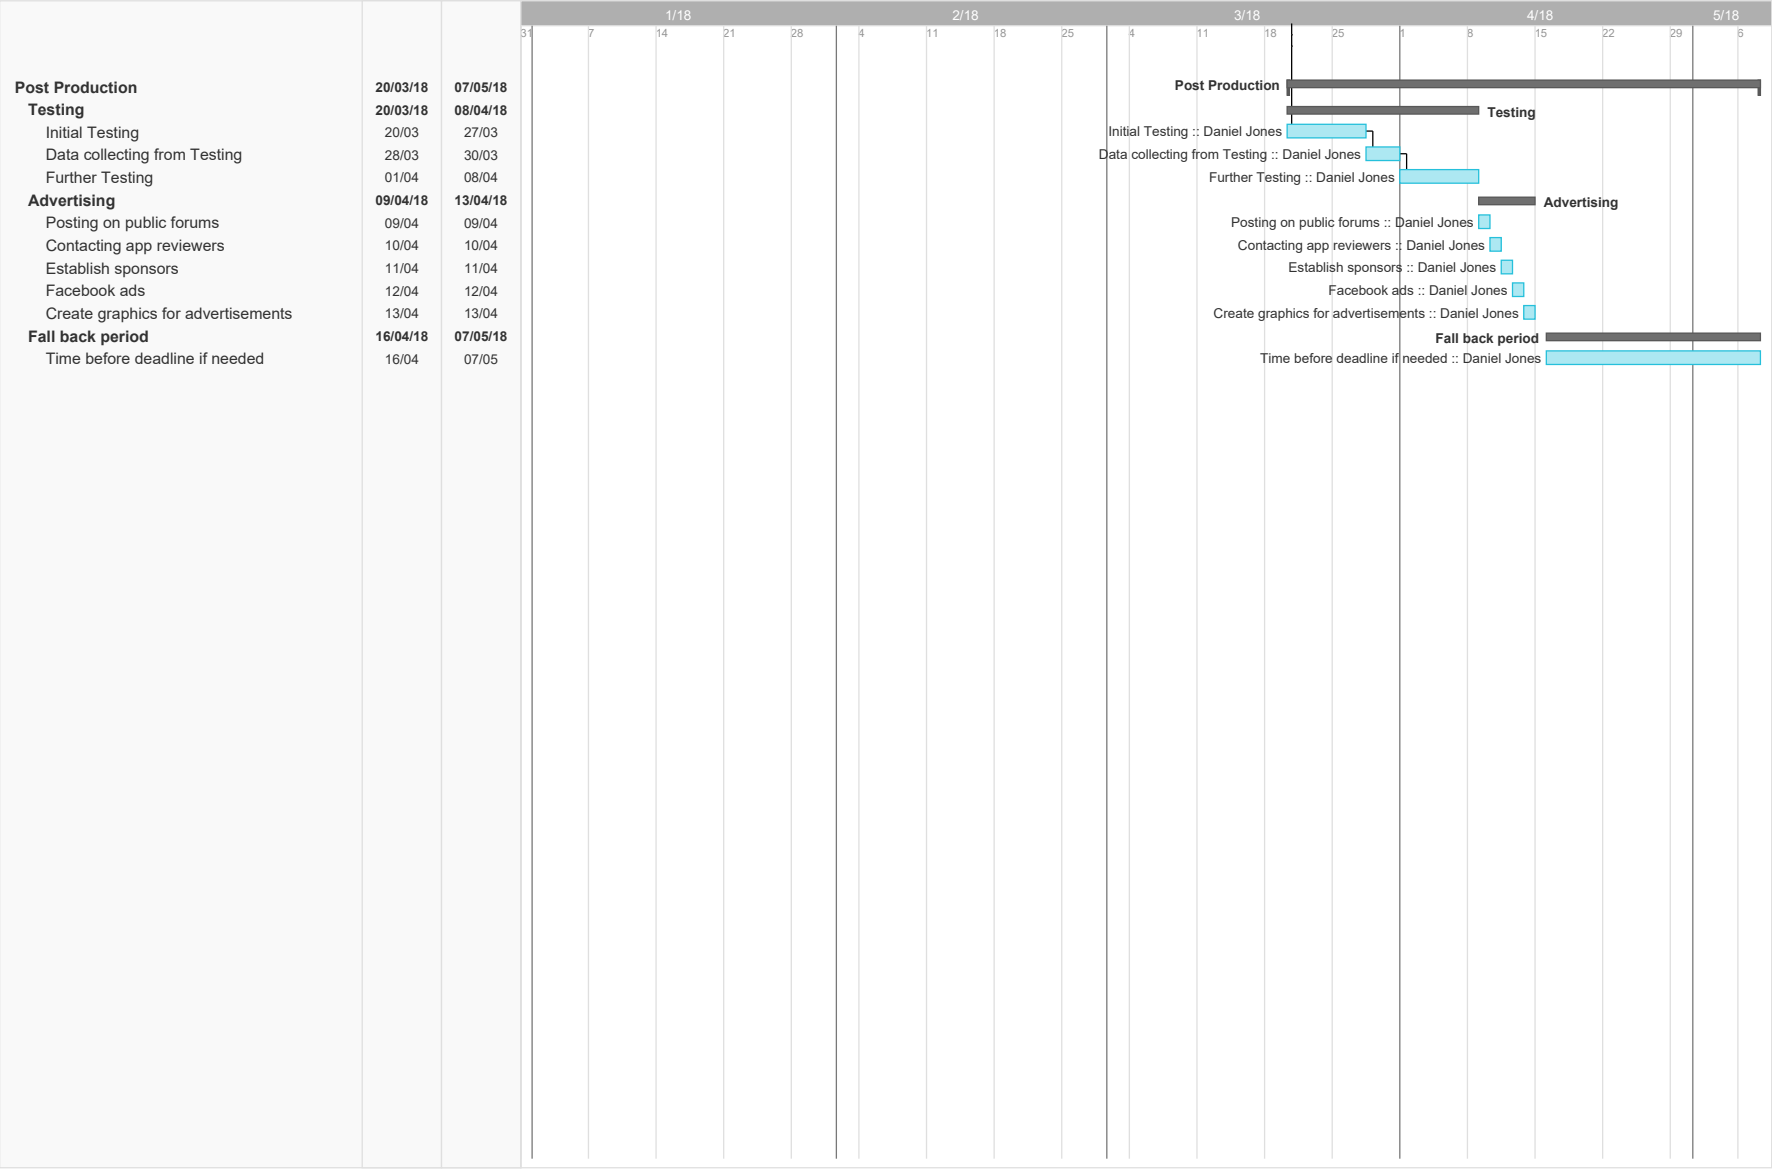 1/18 2/18 3/18 4/18 5/18
31 7 14 21 28 4 11 18 25 4 11 18 25 1 8 15 22 29 6
Post Production 20/03/18 07/05/18 Post Production
Testing 20/03/18 08/04/18 Testing
Initial Testing 20/03 27/03 Initial Testing :: Daniel Jones
Data collecting from Testing 28/03 30/03 Data collecting from Testing :: Daniel Jones
Further Testing 01/04 08/04 Further Testing :: Daniel Jones
Advertising 09/04/18 13/04/18 Advertising
Posting on public forums 09/04 09/04 Posting on public forums :: Daniel Jones
Contacting app reviewers 10/04 10/04 Contacting app reviewers :: Daniel Jones
Establish sponsors 11/04 11/04 Establish sponsors :: Daniel Jones
Facebook ads 12/04 12/04 Facebook ads :: Daniel Jones
Create graphics for advertisements 13/04 13/04 Create graphics for advertisements :: Daniel Jones
Fall back period 16/04/18 07/05/18 Fall back period
Time before deadline if needed 16/04 07/05 Time before deadline if needed :: Daniel Jones